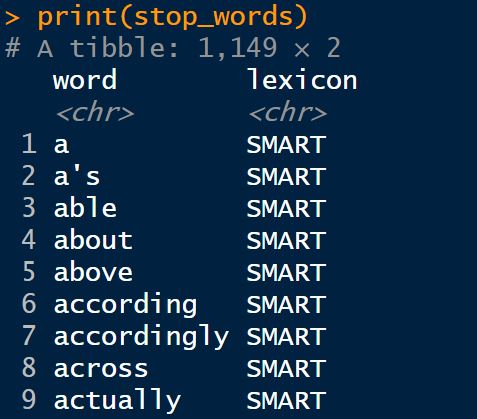 > print(stop_words)
# A tibble: 1,149 × 2
word lexicon
<chr> <chr>
1 a SMART
2 a's SMART
3 able SMART
4 about SMART
5 above SMART
6 according SMART
7 accordingly SMART
8 across SMART
9 actually SMART